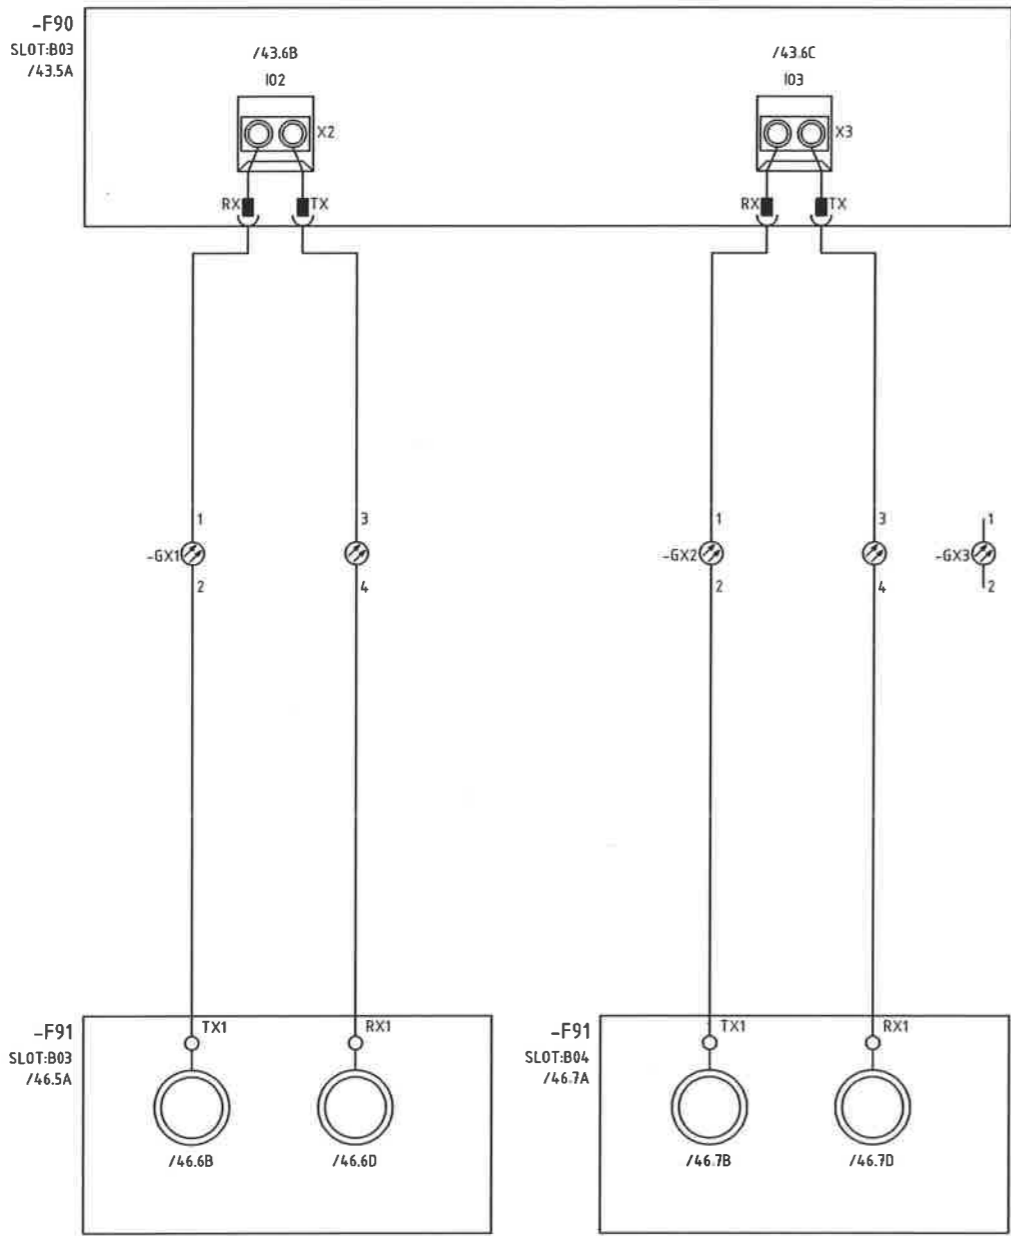 -F90
SLOT:B03
/43.5A
/43.6B
I02
X2
RX
TX
/43.6C
I03
X3
RX
TX
1
-GX1
2
3
4
1
-GX2
2
3
4
1
-GX3
2
-F91
SLOT:B03
/46.5A
TX1
RX1
/46.6B
/46.6D
-F91
SLOT:B04
/46.7A
TX1
RX1
/46.7B
/46.7D